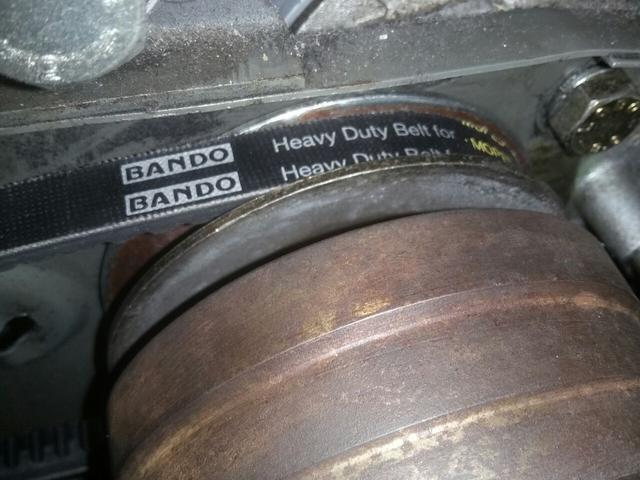 BANDO Heavy Duty Belt for
BANDO Heavy Duty Belt f